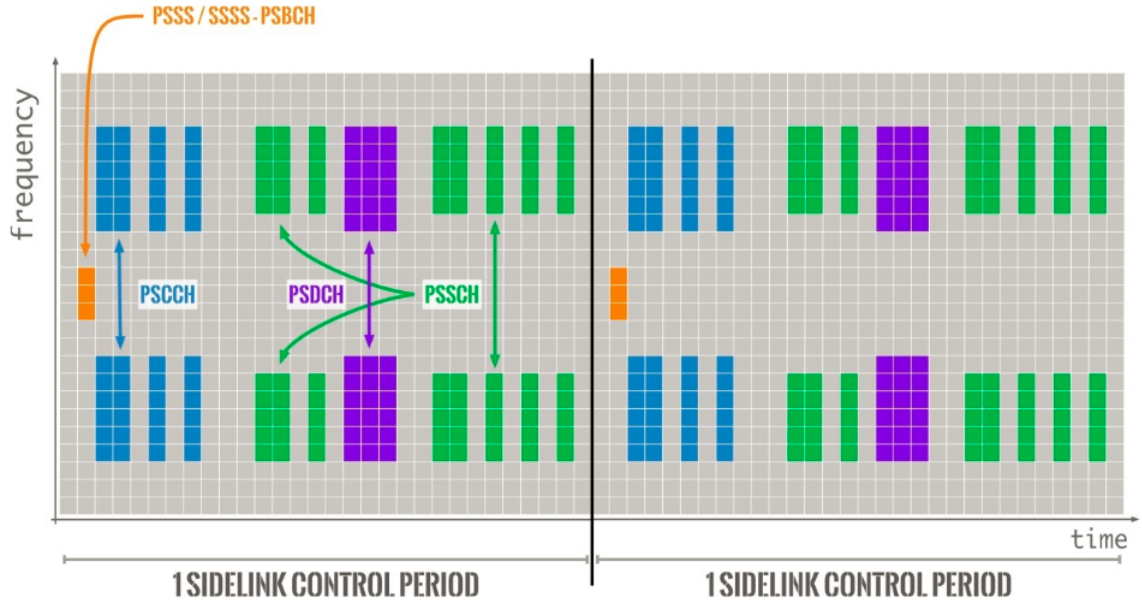 PSSS / SSSS - PSBCH
frequency
PSCCH
PSDCH
PSSCH
time
1 SIDELINK CONTROL PERIOD
1 SIDELINK CONTROL PERIOD